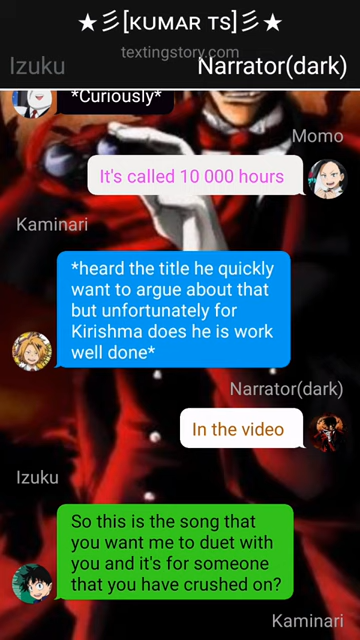 ★彡[ᴋᴜᴍᴀʀ ᴛs]彡★
textingstory.com
Izuku
Narrator(dark)
*Curiously*
Momo
It's called 10 000 hours
Kaminari
*heard the title he quickly
want to argue about that
but unfortunately for
Kirishma does he is work
well done*
Narrator(dark)
In the video
Izuku
So this is the song that
you want me to duet with
you and it's for someone
that you have crushed on?
Kaminari